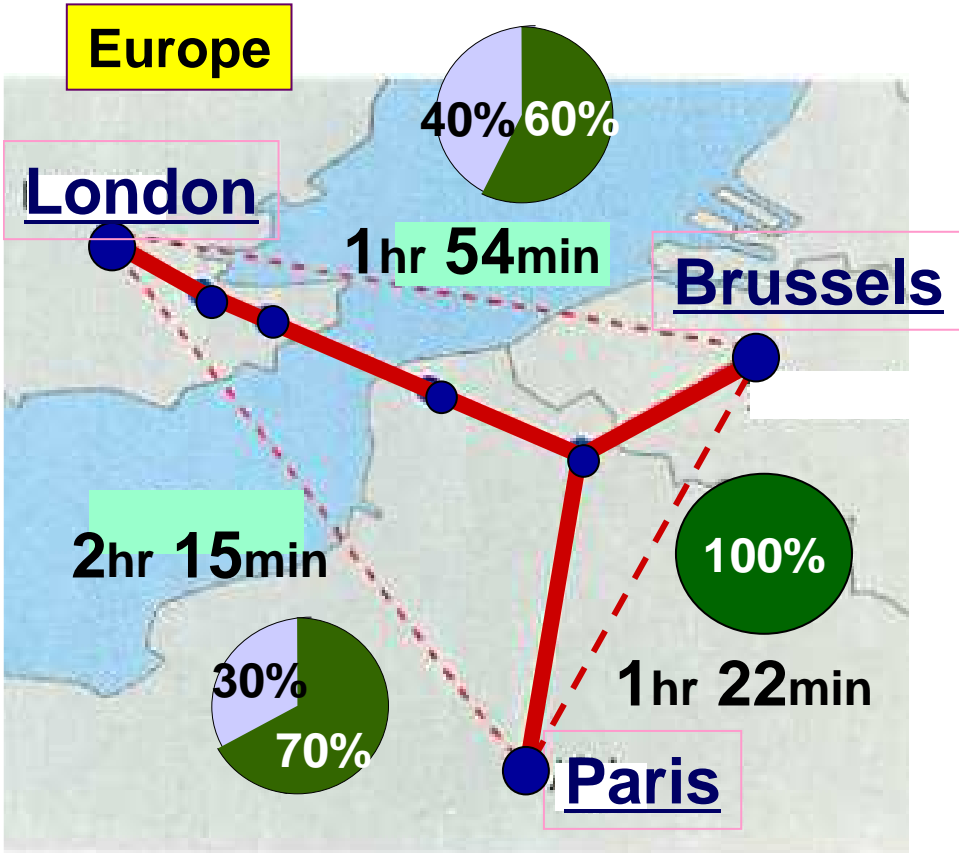 Europe
40% 60%
London
1hr 54min
Brussels
2hr 15min
100%
30%
70%
1hr 22min
Paris